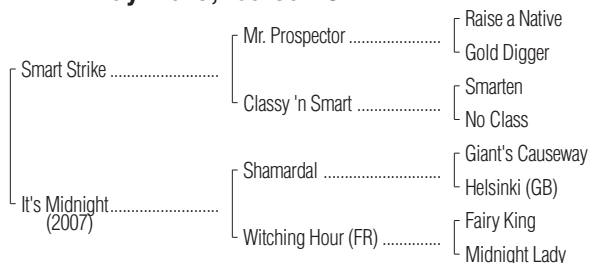 Raise a Native
Mr. Prospector ....................
Gold Digger
Smart Strike ..........................
Smarten
Classy 'n Smart .....................
No Class
Giant's Causeway
Shamardal .............................
Helsinki (GB)
It's Midnight..........................
(2007)
Fairy King
Witching Hour (FR) ..............
Midnight Lady